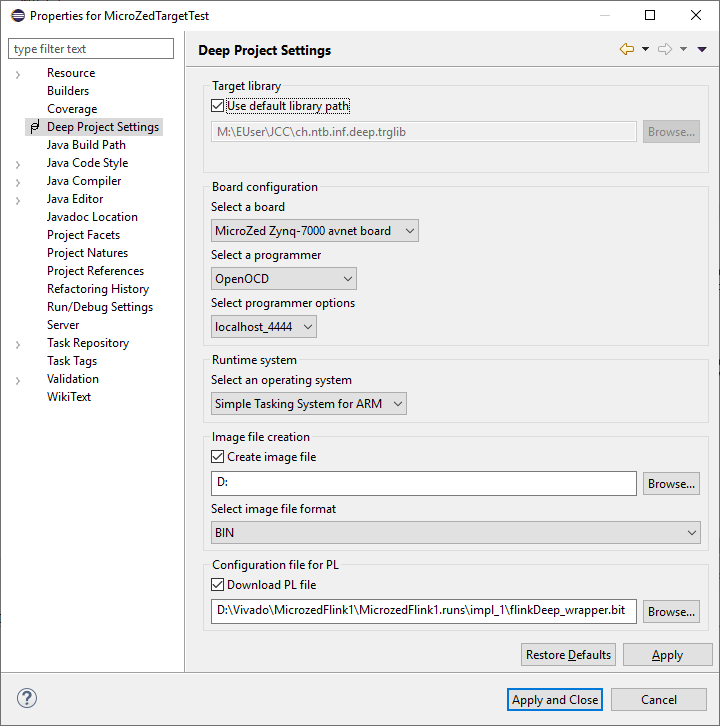 Properties for MicroZedTargetTest
type filter text
Resource
Builders
Coverage
Deep Project Settings
Java Build Path
Java Code Style
Java Compiler
Java Editor
Javadoc Location
Project Facets
Project Natures
Project References
Refactoring History
Run/Debug Settings
Server
Task Repository
Task Tags
Validation
WikiText
Deep Project Settings
Target library
Use default library path
M:\EUser\JCC\ch.ntb.inf.deep.trglib
Browse...
Board configuration
Select a board
MicroZed Zynq-7000 avnet board
Select a programmer
OpenOCD
Select programmer options
localhost_4444
Runtime system
Select an operating system
Simple Tasking System for ARM
Image file creation
Create image file
D:
Browse...
Select image file format
BIN
Configuration file for PL
Download PL file
D:\Vivado\MicrozedFlink1\MicrozedFlink1.runs\impl_1\flinkDeep_wrapper.bit
Browse...
Restore Defaults
Apply
?
Apply and Close
Cancel